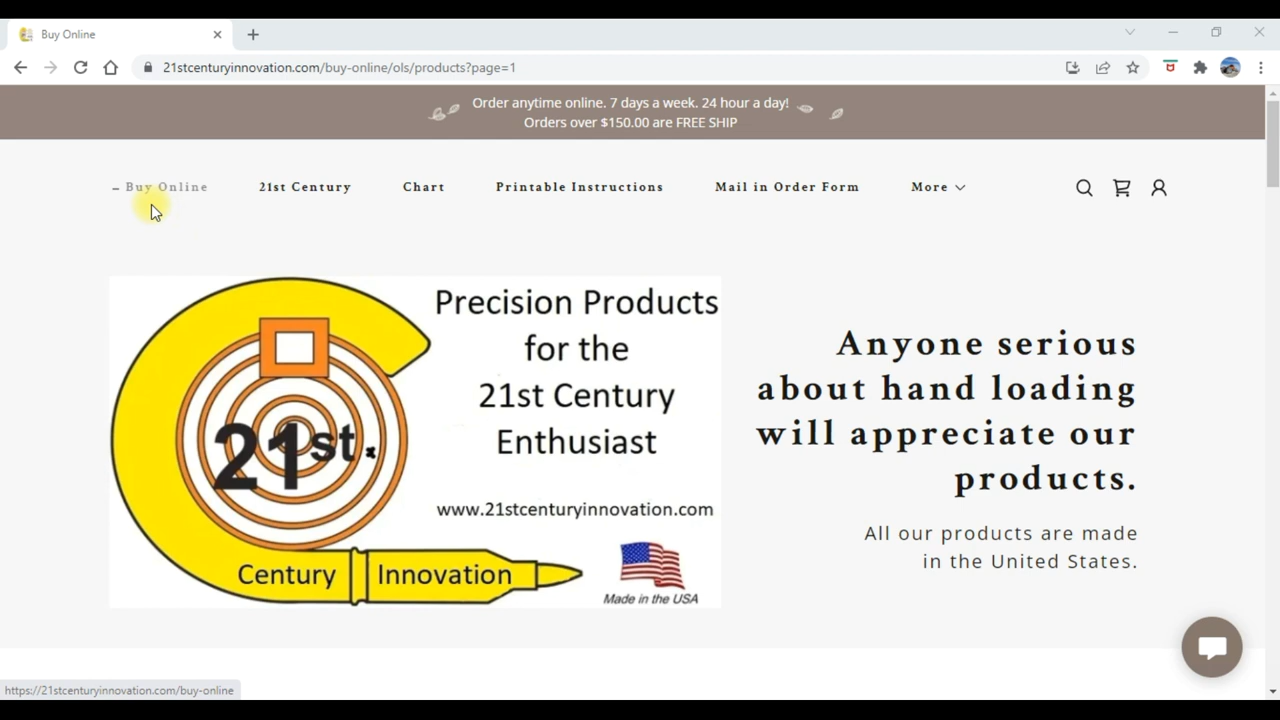 Buy Online
21stcenturyinnovation.com/buy-online/ols/products?page=1
Order anytime online. 7 days a week. 24 hour a day!
Orders over $150.00 are FREE SHIP
Buy Online
21st Century
Chart
Printable Instructions
Mail in Order Form
More
Precision Products
for the
21st Century
Enthusiast
www.21stcenturyinnovation.com
21st.
Century Innovation
Made in the USA
Anyone serious
about hand loading
will appreciate our
products.
All our products are made
in the United States.
https://21stcenturyinnovation.com/buy-online